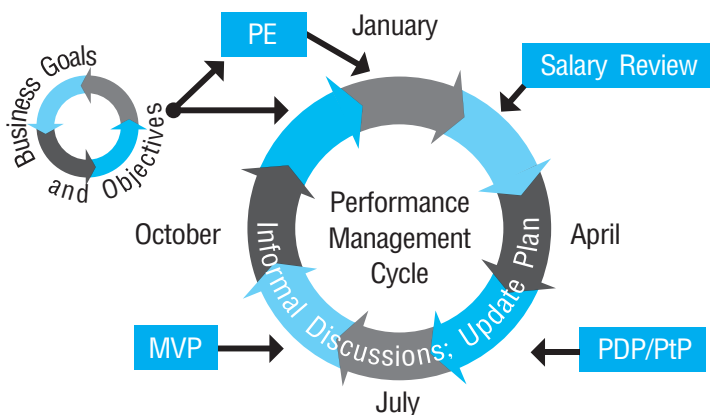 January
PE
Salary Review
Business Goals
and Objectives
Performance
Management
Cycle
October
April
Informal Discussions; Update Plan
MVP
PDP/PtP
July